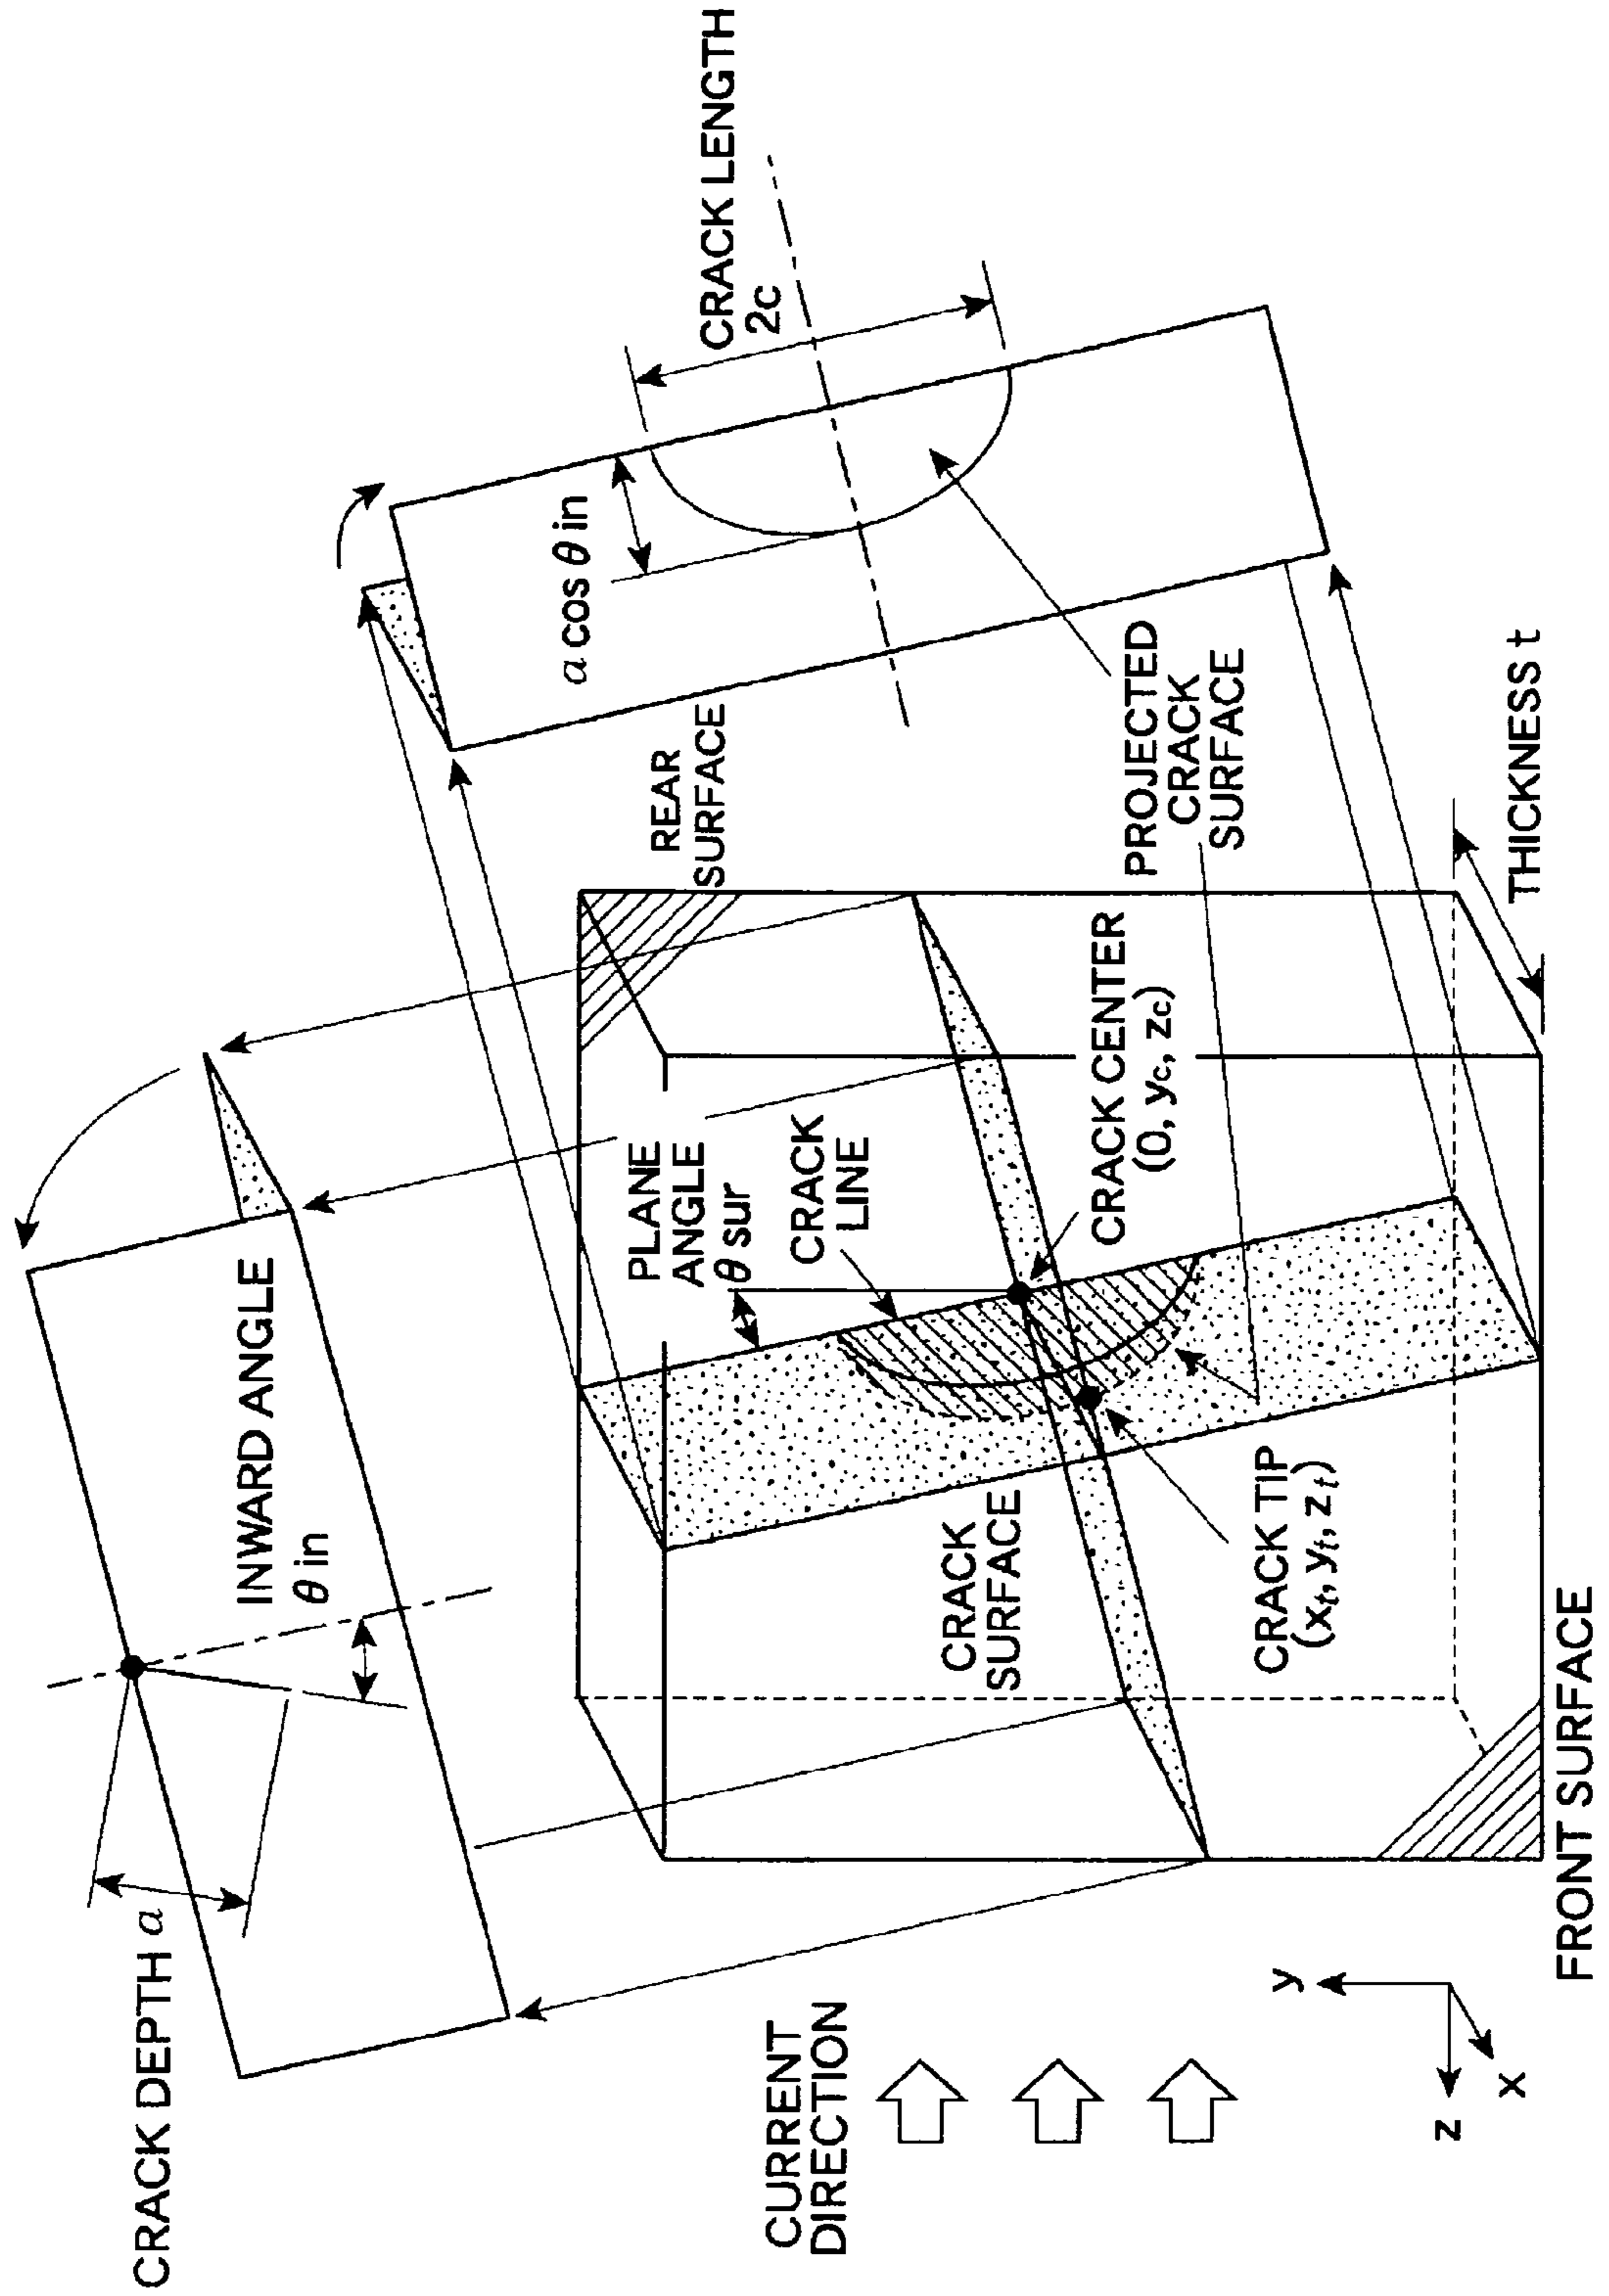 CRACK DEPTH a
INWARD ANGLE
θ in
CURRENT
DIRECTION
PLANE
ANGLE
θ sur
CRACK
LINE
REAR
SURFACE
a cos θ in
CRACK LENGTH
2c
CRACK
SURFACE
CRACK CENTER
(0, yc, zc)
PROJECTED
CRACK
SURFACE
CRACK TIP
(xt, yt, zt)
y
z
x
FRONT SURFACE
THICKNESS t